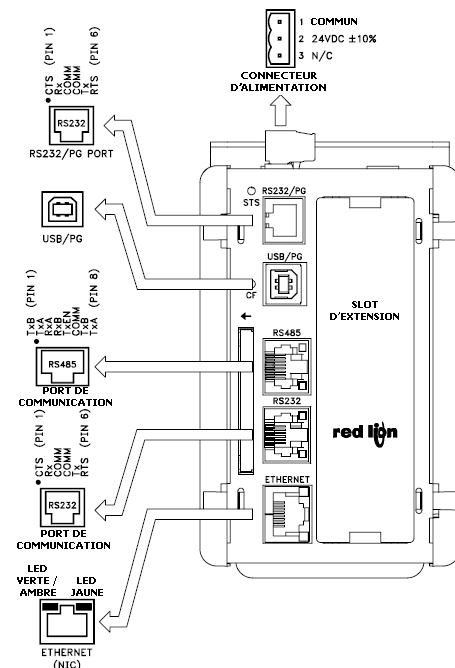 1 COMMUN
2 24VDC ±10%
3 N/C
CONNECTEUR
D'ALIMENTATION
CTS (PIN 1)
Rx
COMM
COMM
Tx
RTS (PIN 6)
RS232
RS232/PG PORT
USB/PG
TxB (PIN 1)
TxA
RxA
RxB
TxEN
COMM
TxB
TxA (PIN 8)
RS485
PORT DE
COMMUNICATION
CTS (PIN 1)
Rx
COMM
COMM
Tx
RTS (PIN 6)
RS232
PORT DE
COMMUNICATION
LED
VERTE /
AMBRE
LED
JAUNE
ETHERNET
(NIC)
STS
RS232/PG
USB/PG
CF
RS485
RS232
ETHERNET
SLOT
D'EXTENSION
red lion